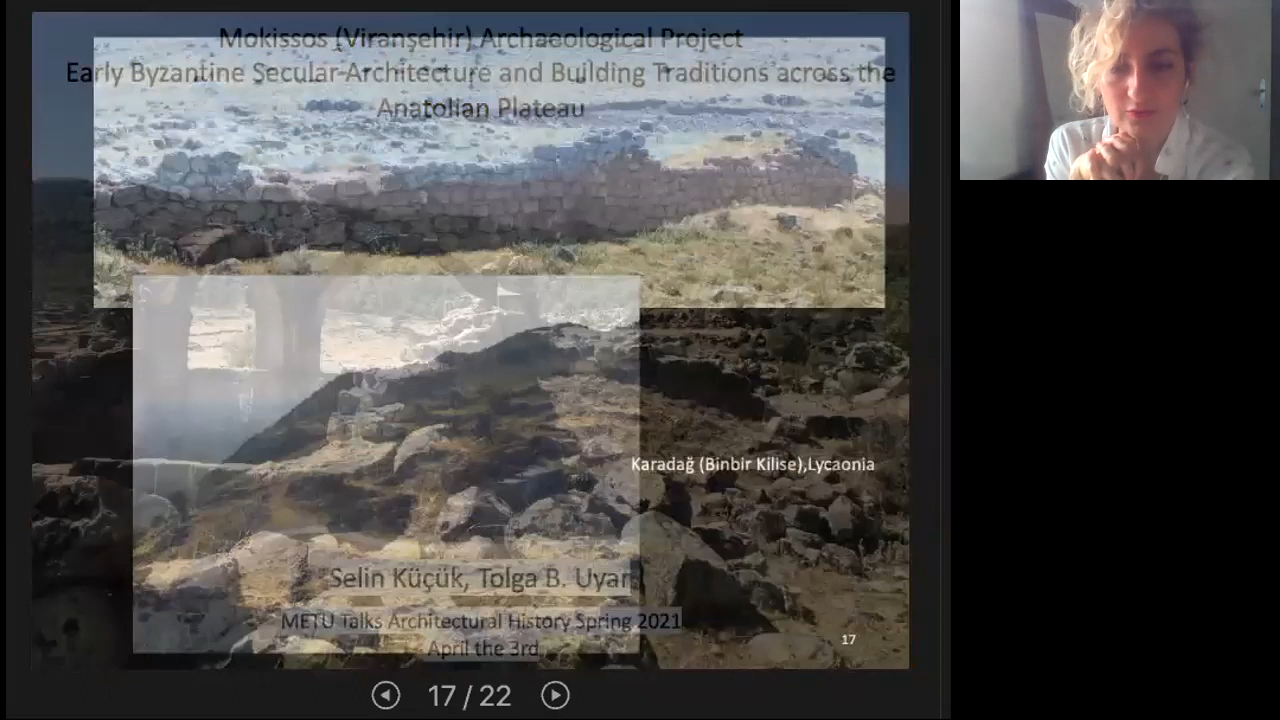 Mokissos (Viranşehir) Archaeological Project
Early Byzantine Secular Architecture and Building Traditions across the
Anatolian Plateau
Karadağ (Binbir Kilise),Lycaonia
Selin Küçük, Tolga B. Uyar
METU Talks Architectural History Spring 2021
April the 3rd
17
17 / 22